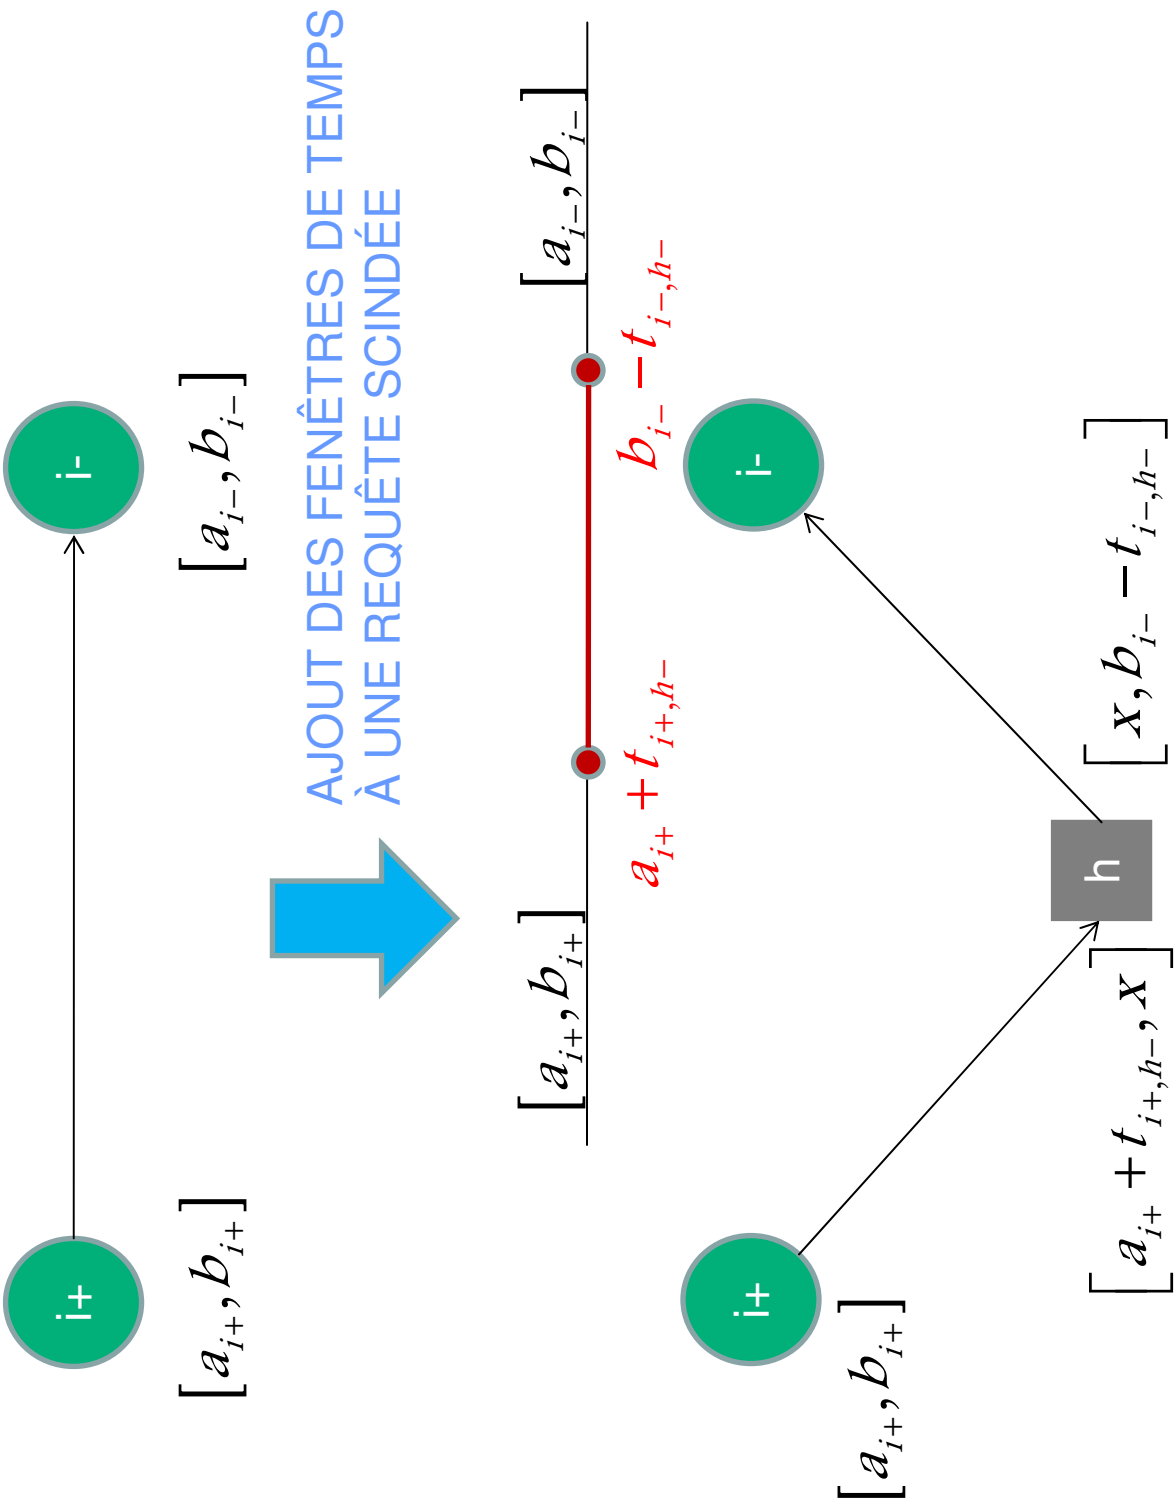 i+
i-
[a_{i+}, b_{i+}]
[a_{i−}, b_{i−}]
AJOUT DES FENÊTRES DE TEMPS
À UNE REQUÊTE SCINDÉE
[a_{i+}, b_{i+}]
[a_{i−}, b_{i−}]
a_{i+} + t_{i+,h−}
b_{i−} − t_{i−,h−}
i+
i-
[a_{i+}, b_{i+}]
h
[a_{i+} + t_{i+,h−}, x]
[x, b_{i−} − t_{i−,h−}]